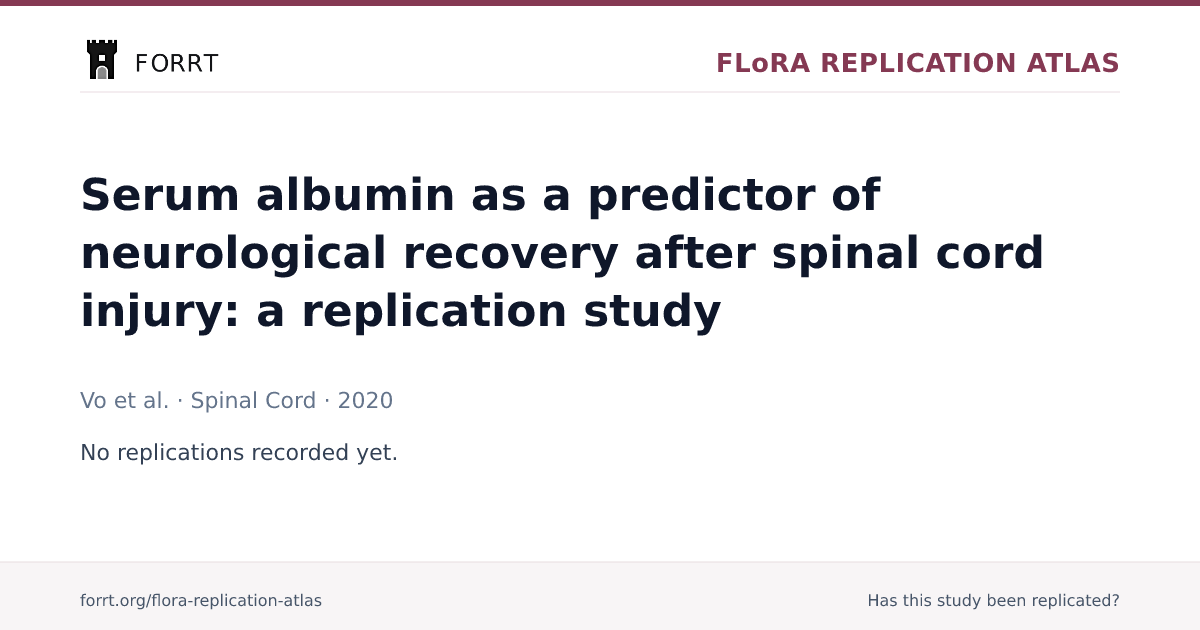 FORRT
FLoRA REPLICATION ATLAS
Serum albumin as a predictor of
neurological recovery after spinal cord
injury: a replication study
Vo et al. · Spinal Cord · 2020
No replications recorded yet.
forrt.org/flora-replication-atlas
Has this study been replicated?